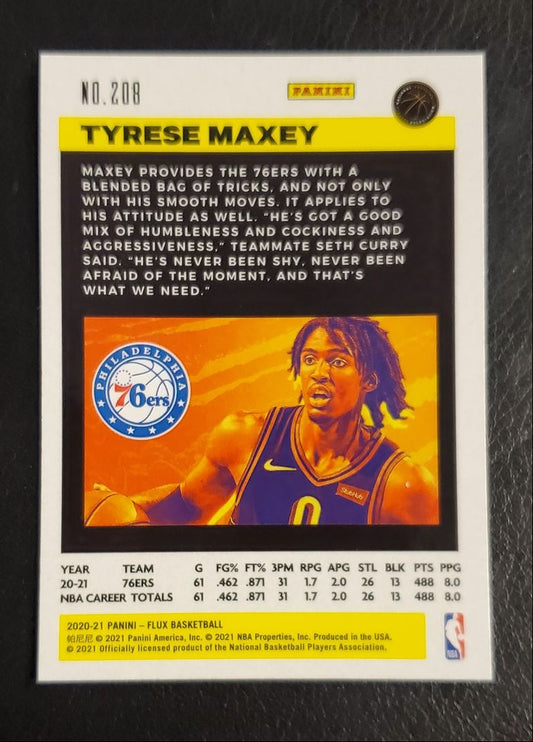 NO.208
PANINI
TYRESE MAXEY
MAXEY PROVIDES THE 76ERS WITH A
BLENDED BAG OF TRICKS, AND NOT ONLY
WITH HIS SMOOTH MOVES. IT APPLIES TO
HIS ATTITUDE AS WELL. “HE’S GOT A GOOD
MIX OF HUMBLENESS AND COCKINESS AND
AGGRESSIVENESS,” TEAMMATE SETH CURRY
SAID. “HE’S NEVER BEEN SHY, NEVER BEEN
AFRAID OF THE MOMENT, AND THAT’S
WHAT WE NEED.”
PHILADELPHIA
76ers
StubHub
0
YEAR TEAM G FG% FT% 3PM RPG APG STL BLK PTS PPG
20-21 76ERS 61 .462 .871 31 1.7 2.0 26 13 488 8.0
NBA CAREER TOTALS 61 .462 .871 31 1.7 2.0 26 13 488 8.0
2020-21 PANINI – FLUX BASKETBALL
帕尼尼 © 2021 Panini America, Inc. © 2021 NBA Properties, Inc. Produced in the USA.
© 2021 Officially licensed product of the National Basketball Players Association.
NBA